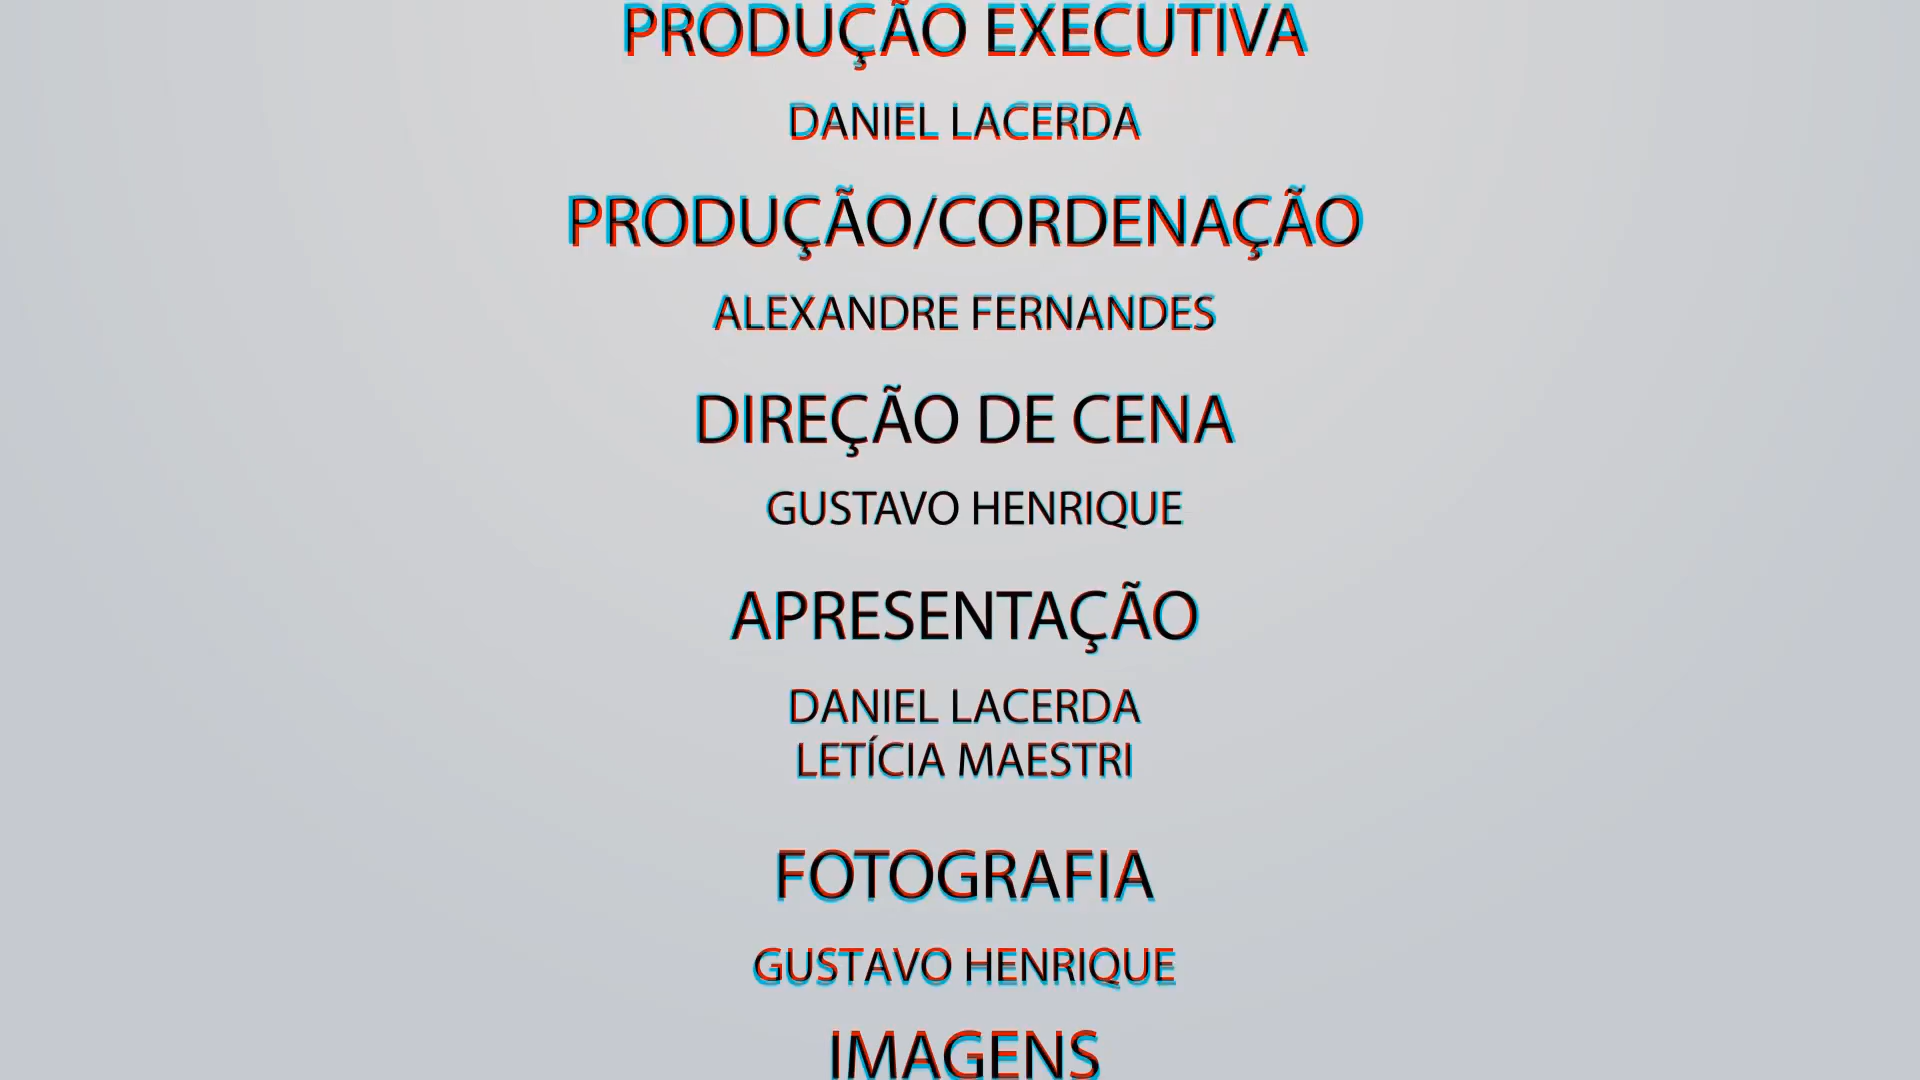 PRODUÇÃO EXECUTIVA
DANIEL LACERDA
PRODUÇÃO/CORDENAÇÃO
ALEXANDRE FERNANDES
DIREÇÃO DE CENA
GUSTAVO HENRIQUE
APRESENTAÇÃO
DANIEL LACERDA
LETÍCIA MAESTRI
FOTOGRAFIA
GUSTAVO HENRIQUE
IMAGENS